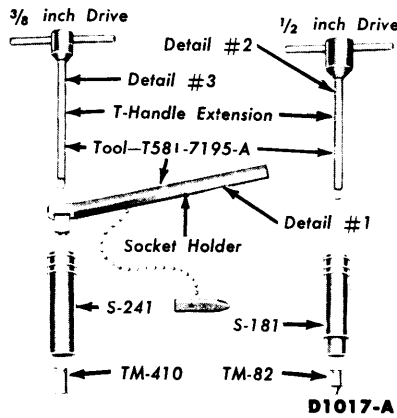 3/8 inch Drive
1/2 inch Drive
Detail #2
Detail #3
T-Handle Extension
Tool—T58L-7195-A
Detail #1
Socket Holder
S-241
S-181
TM-410
TM-82
D1017-A